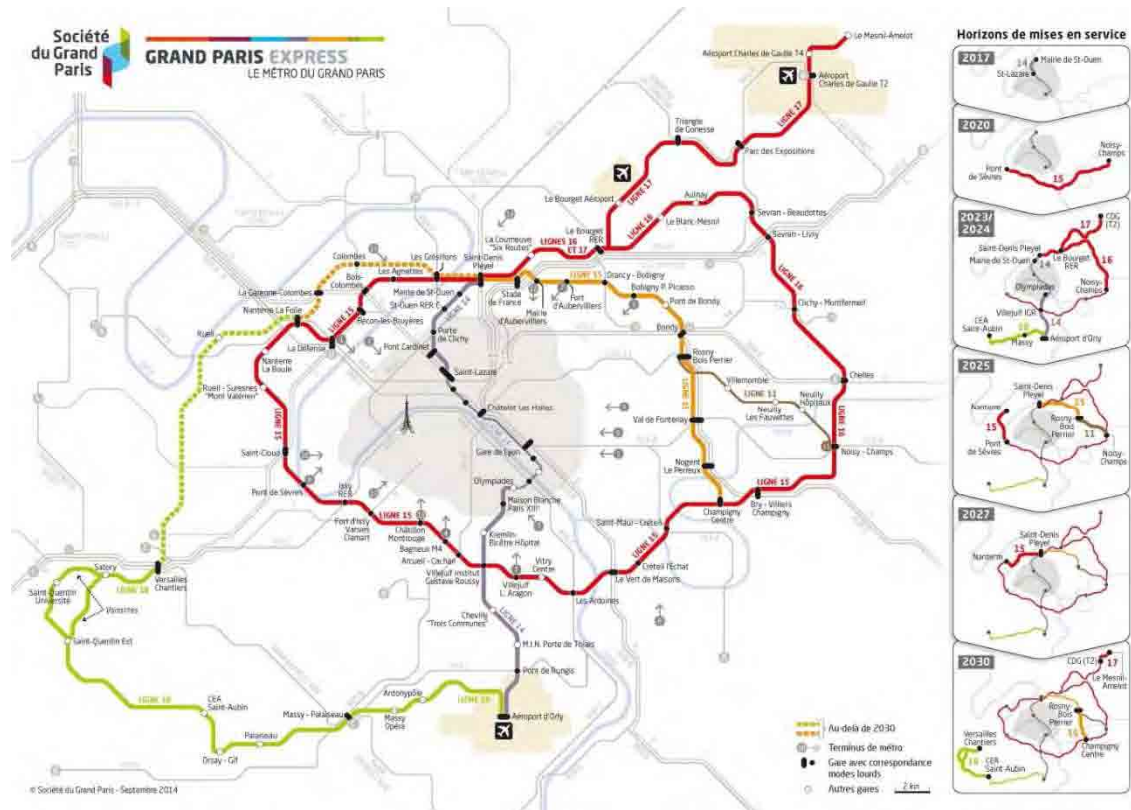 Société
du Grand
Paris
GRAND PARIS EXPRESS
LE MÉTRO DU GRAND PARIS
Le Mesnil-Amelot
Aéroport Charles de Gaulle T4
Aéroport
Charles de Gaulle T2
LIGNE 17
Triangle
de Gonesse
Parc des Expositions
LIGNE 17
Le Bourget Aéroport
Aulnay
LIGNE 16
Le Blanc-Mesnil
Sevran - Beaudottes
Sevran - Livry
Le Bourget
RER
La Courneuve
"Six Routes"
LIGNES 16
ET 17
Saint-Denis
Pleyel
Les Grésillons
Colombes
Les Agnettes
Bois-
Colombes
La Garenne-Colombes
Mairie de St-Ouen
St-Ouen RER C
Stade
de France
LIGNE 15
Mairie
d'Aubervilliers
Fort
d'Aubervilliers
Drancy - Bobigny
Bobigny P. Picasso
Pont de Bondy
Bondy
LIGNE 16
Clichy - Montfermeil
Nanterre La Folie
LIGNE 15
Bécon-les-Bruyères
La Défense
Rueil
LIGNE 14
Porte
de Clichy
Pont Cardinet
Saint-Lazare
Nanterre
La Boule
Rueil - Suresnes
"Mont Valérien"
Rosny
Bois Perrier
Villemomble
LIGNE 11
Neuilly
Les Fauvettes
Neuilly
Hôpitaux
Chelles
LIGNE 16
Noisy - Champs
Châtelet Les Halles
Val de Fontenay
LIGNE 15
Saint-Cloud
Gare de Lyon
Nogent
Le Perreux
Pont de Sèvres
Issy
RER
Olympiades
Maison Blanche
Paris XIIIe
LIGNE 15
Bry - Villiers
Champigny
Champigny
Centre
Fort d'Issy
Vanves
Clamart
LIGNE 15
Châtillon
Montrouge
Bagneux M4
Arcueil - Cachan
Villejuif Institut
Gustave Roussy
Kremlin-
Bicêtre Hôpital
Saint-Maur - Créteil
LIGNE 15
Créteil l'Échat
Le Vert de Maisons
Vitry
Centre
Villejuif
L. Aragon
Les Ardoines
Versailles
Chantiers
Satory
LIGNE 18
Saint-Quentin
Université
Variantes
Saint-Quentin Est
Chevilly
"Trois Communes"
LIGNE 14
M.I.N. Porte de Thiais
Pont de Rungis
LIGNE 18
CEA
Saint-Aubin
Orsay - Gif
Palaiseau
Massy - Palaiseau
Massy
Opéra
Antonypôle
LIGNE 18
Aéroport d'Orly
Au-delà de 2030
Terminus de métro
Gare avec correspondance
modes lourds
Autres gares
2 km
© Société du Grand Paris - Septembre 2014
Horizons de mises en service
2017
14
Mairie de St-Ouen
St-Lazare
2020
Noisy-
Champs
Pont
de Sèvres
15
2023/
2024
CDG
(T2)
17
Saint-Denis Pleyel
Mairie de St-Ouen
14
Le Bourget
RER
16
Olympiades
Noisy-
Champs
Villejuif IGR
14
CEA
Saint-Aubin
18
Massy
Aéroport d'Orly
2025
Saint-Denis
Pleyel
15
Nanterre
15
Rosny-
Bois
Perrier
11
Pont
de Sèvres
Noisy-
Champs
2027
Saint-Denis
Pleyel
15
Nanterre
2030
CDG (T2)
17
Le Mesnil-
Amelot
Rosny-
Bois
Perrier
Versailles
Chantiers
Champigny
Centre
18
CEA
Saint-Aubin